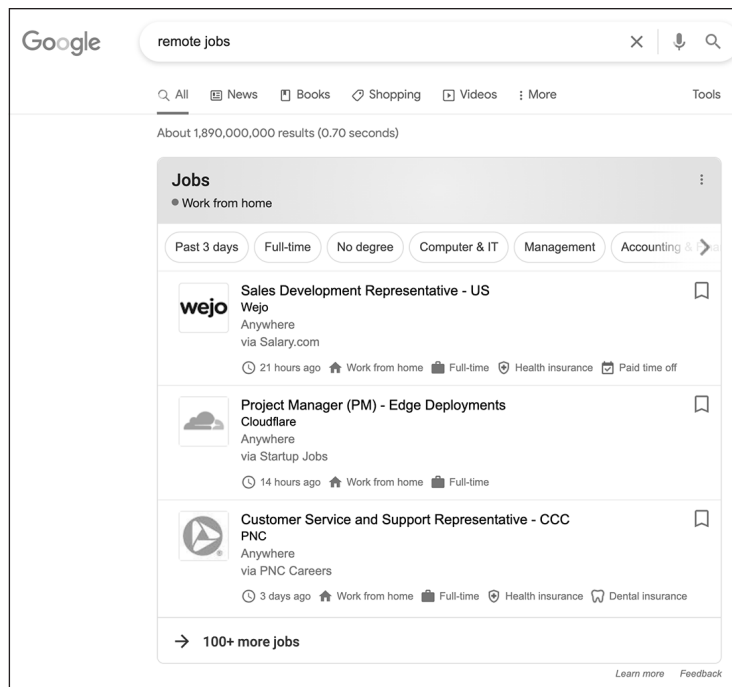 Google
remote jobs
All News Books Shopping Videos More Tools
About 1,890,000,000 results (0.70 seconds)
Jobs
Work from home
Past 3 days Full-time No degree Computer & IT Management Accounting &
Sales Development Representative - US
wejo
Wejo
Anywhere
via Salary.com
21 hours ago Work from home Full-time Health insurance Paid time off
Project Manager (PM) - Edge Deployments
Cloudflare
Anywhere
via Startup Jobs
14 hours ago Work from home Full-time
Customer Service and Support Representative - CCC
PNC
Anywhere
via PNC Careers
3 days ago Work from home Full-time Health insurance Dental insurance
100+ more jobs
Learn more Feedback